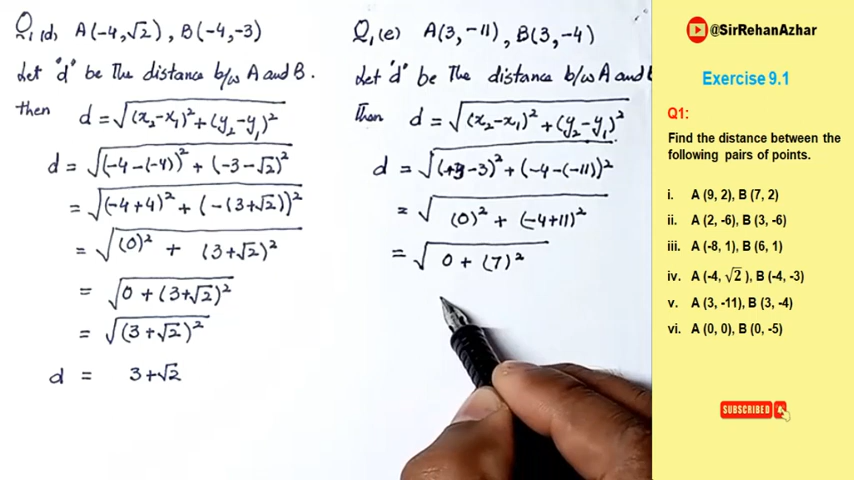 Q1(d) A(-4, √2), B(-4, -3)
Let "d" be the distance b/w A and B.
then d = √(x₂-x₁)² + (y₂-y₁)²
d = √(-4-(-4))² + (-3-√2)²
= √(-4+4)² + (-(3+√2))²
= √(0)² + (3+√2)²
= √0 + (3+√2)²
= √(3+√2)²
d = 3+√2
Q1(e) A(3, -11), B(3, -4)
Let "d" be the distance b/w A and B
Then d = √(x₂-x₁)² + (y₂-y₁)²
d = √(+3-3)² + (-4-(-11))²
= √(0)² + (-4+11)²
= √0 + (7)²
@SirRehanAzhar
Exercise 9.1
Q1:
Find the distance between the
following pairs of points.
i. A (9, 2), B (7, 2)
ii. A (2, -6), B (3, -6)
iii. A (-8, 1), B (6, 1)
iv. A (-4, √2 ), B (-4, -3)
v. A (3, -11), B (3, -4)
vi. A (0, 0), B (0, -5)
SUBSCRIBED